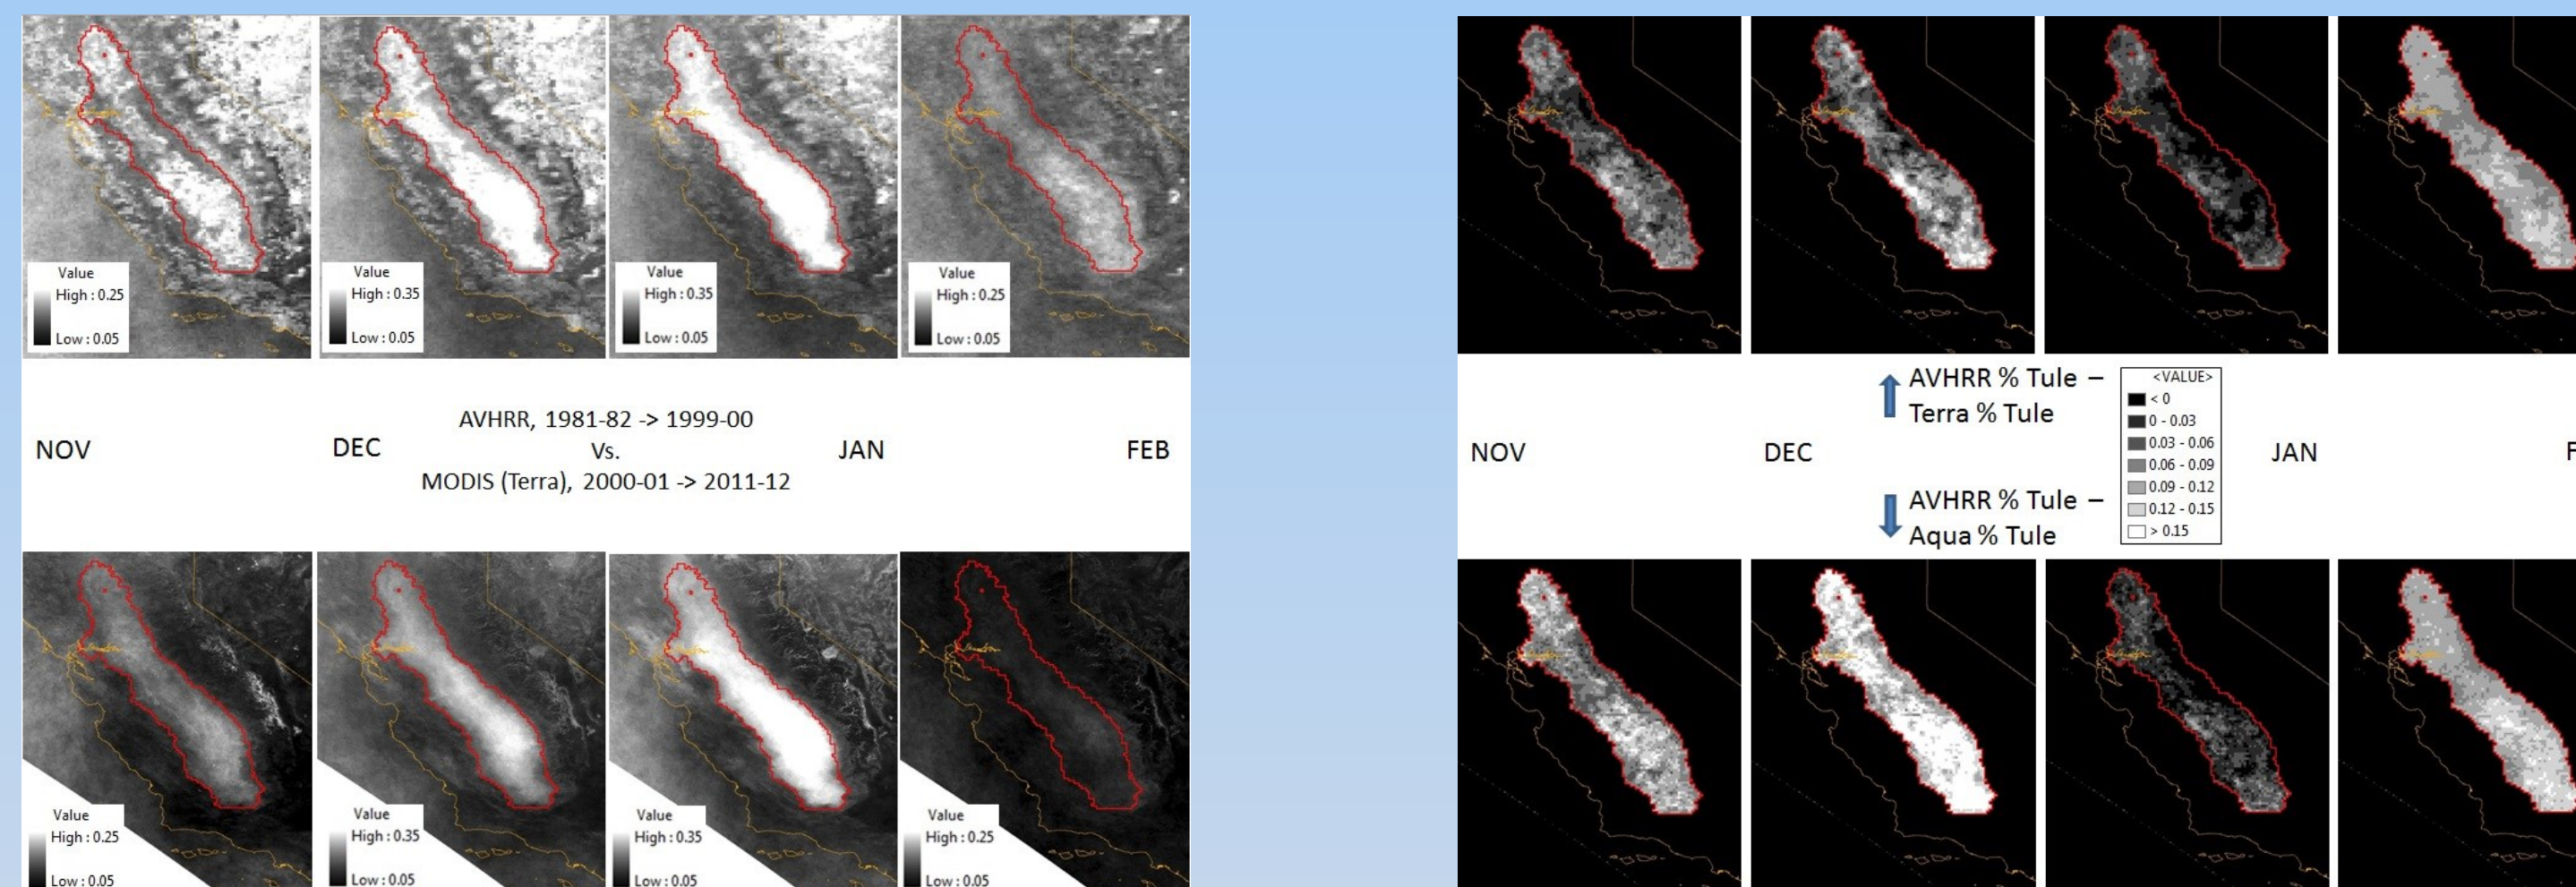 Value
High : 0.25
Low : 0.05
Value
High : 0.35
Low : 0.05
Value
High : 0.35
Low : 0.05
Value
High : 0.25
Low : 0.05
NOV
DEC
AVHRR, 1981-82 -> 1999-00
Vs.
MODIS (Terra), 2000-01 -> 2011-12
JAN
FEB
Value
High : 0.25
Low : 0.05
Value
High : 0.35
Low : 0.05
Value
High : 0.35
Low : 0.05
Value
High : 0.25
Low : 0.05
NOV
DEC
AVHRR % Tule –
Terra % Tule
AVHRR % Tule –
Aqua % Tule
<VALUE>
< 0
0 - 0.03
0.03 - 0.06
0.06 - 0.09
0.09 - 0.12
0.12 - 0.15
> 0.15
JAN